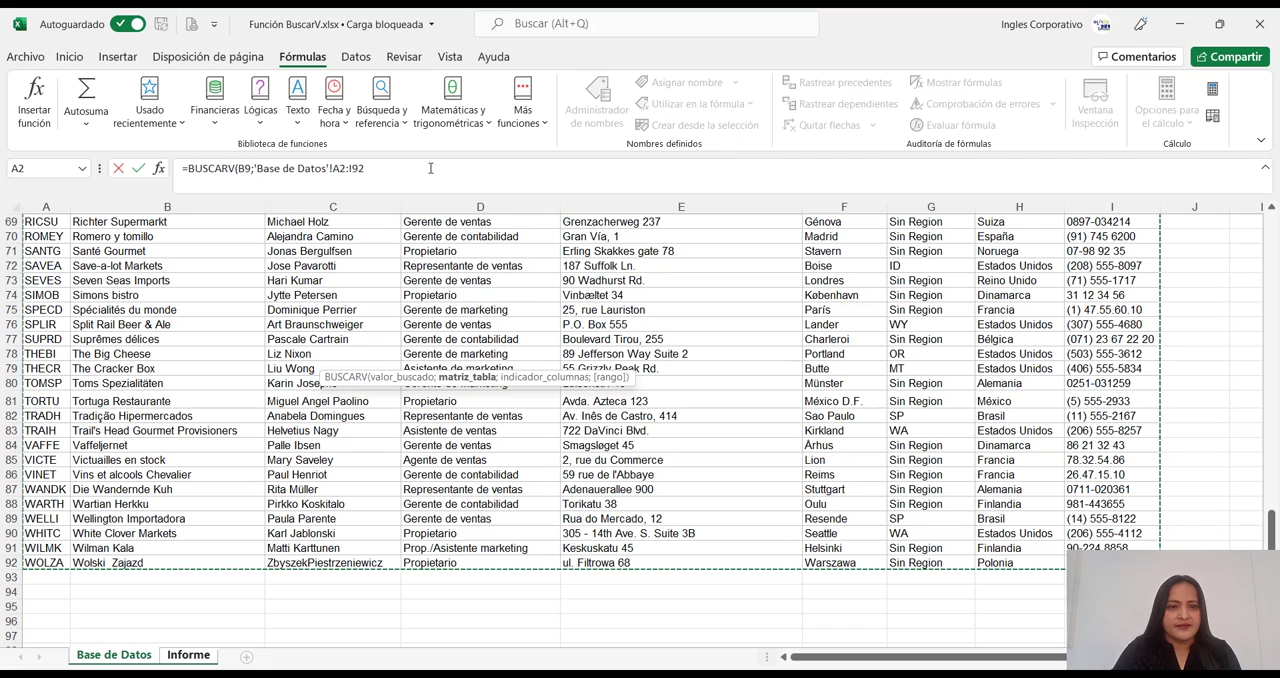 Autoguardado Función BuscarV.xlsx • Carga bloqueada Buscar (Alt+Q) Ingles Corporativo
Archivo Inicio Insertar Disposición de página Fórmulas Datos Revisar Vista Ayuda Comentarios Compartir
Insertar función Autosuma Usado recientemente Financieras Lógicas Texto Fecha y hora Búsqueda y referencia Matemáticas y trigonométricas Más funciones Administrador de nombres Asignar nombre Utilizar en la fórmula Crear desde la selección Rastrear precedentes Rastrear dependientes Quitar flechas Mostrar fórmulas Comprobación de errores Evaluar fórmula Ventana Inspección Opciones para el cálculo
Biblioteca de funciones Nombres definidos Auditoría de fórmulas Cálculo
A2 fx =BUSCARV(B9;'Base de Datos'!A2:I92
A B C D E F G H I J
69 RICSU Richter Supermarkt Michael Holz Gerente de ventas Grenzacherweg 237 Génova Sin Region Suiza 0897-034214
70 ROMEY Romero y tomillo Alejandra Camino Gerente de contabilidad Gran Vía, 1 Madrid Sin Region España (91) 745 6200
71 SANTG Santé Gourmet Jonas Bergulfsen Propietario Erling Skakkes gate 78 Stavern Sin Region Noruega 07-98 92 35
72 SAVEA Save-a-lot Markets Jose Pavarotti Representante de ventas 187 Suffolk Ln. Boise ID Estados Unidos (208) 555-8097
73 SEVES Seven Seas Imports Hari Kumar Gerente de ventas 90 Wadhurst Rd. Londres Sin Region Reino Unido (71) 555-1717
74 SIMOB Simons bistro Jytte Petersen Propietario Vinbæltet 34 København Sin Region Dinamarca 31 12 34 56
75 SPECD Spécialités du monde Dominique Perrier Gerente de marketing 25, rue Lauriston París Sin Region Francia (1) 47.55.60.10
76 SPLIR Split Rail Beer & Ale Art Braunschweiger Gerente de ventas P.O. Box 555 Lander WY Estados Unidos (307) 555-4680
77 SUPRD Suprêmes délices Pascale Cartrain Gerente de contabilidad Boulevard Tirou, 255 Charleroi Sin Region Bélgica (071) 23 67 22 20
78 THEBI The Big Cheese Liz Nixon Gerente de marketing 89 Jefferson Way Suite 2 Portland OR Estados Unidos (503) 555-3612
79 THECR The Cracker Box Liu Wong Asistente de marketing 55 Grizzly Peak Rd. Butte MT Estados Unidos (406) 555-5834
BUSCARV(valor_buscado; matriz_tabla; indicador_columnas; [rango])
80 TOMSP Toms Spezialitäten Karin Münster Sin Region Alemania 0251-031259
81 TORTU Tortuga Restaurante Miguel Angel Paolino Propietario Avda. Azteca 123 México D.F. Sin Region México (5) 555-2933
82 TRADH Tradição Hipermercados Anabela Domingues Representante de ventas Av. Inês de Castro, 414 Sao Paulo SP Brasil (11) 555-2167
83 TRAIH Trail's Head Gourmet Provisioners Helvetius Nagy Asistente de ventas 722 DaVinci Blvd. Kirkland WA Estados Unidos (206) 555-8257
84 VAFFE Vaffeljernet Palle Ibsen Gerente de ventas Smagsløget 45 Århus Sin Region Dinamarca 86 21 32 43
85 VICTE Victuailles en stock Mary Saveley Agente de ventas 2, rue du Commerce Lion Sin Region Francia 78.32.54.86
86 VINET Vins et alcools Chevalier Paul Henriot Gerente de contabilidad 59 rue de l'Abbaye Reims Sin Region Francia 26.47.15.10
87 WANDK Die Wandernde Kuh Rita Müller Representante de ventas Adenauerallee 900 Stuttgart Sin Region Alemania 0711-020361
88 WARTH Wartian Herkku Pirkko Koskitalo Gerente de contabilidad Torikatu 38 Oulu Sin Region Finlandia 981-443655
89 WELLI Wellington Importadora Paula Parente Gerente de ventas Rua do Mercado, 12 Resende SP Brasil (14) 555-8122
90 WHITC White Clover Markets Karl Jablonski Propietario 305 - 14th Ave. S. Suite 3B Seattle WA Estados Unidos (206) 555-4112
91 WILMK Wilman Kala Matti Karttunen Prop./Asistente marketing Keskuskatu 45 Helsinki Sin Region Finlandia 90-224 8858
92 WOLZA Wolski Zajazd ZbyszekPiestrzeniewicz Propietario ul. Filtrowa 68 Warszawa Sin Region Polonia
93
94
95
96
97
Base de Datos Informe